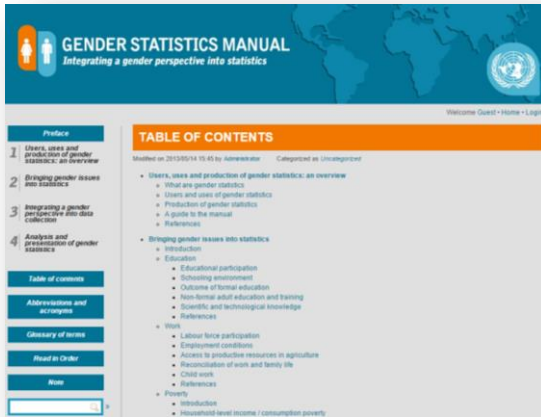 GENDER STATISTICS MANUAL
Integrating a gender perspective into statistics
Welcome Guest • Home • Login
Preface
1 Users, uses and
production of gender
statistics: an overview
2 Bringing gender issues
into statistics
3 Integrating a gender
perspective into data
collection
4 Analysis and
presentation of gender
statistics
Table of contents
Abbreviations and
acronyms
Glossary of terms
Read in Order
Note
»
TABLE OF CONTENTS
Modified on 2013/05/14 15:45 by Administrator Categorized as Uncategorized
Users, uses and production of gender statistics: an overview
What are gender statistics
Users and uses of gender statistics
Production of gender statistics
A guide to the manual
References
Bringing gender issues into statistics
Introduction
Education
Educational participation
Schooling environment
Outcome of formal education
Non-formal adult education and training
Scientific and technological knowledge
References
Work
Labour force participation
Employment conditions
Access to productive resources in agriculture
Reconciliation of work and family life
Child work
References
Poverty
Introduction
Household-level income / consumption poverty